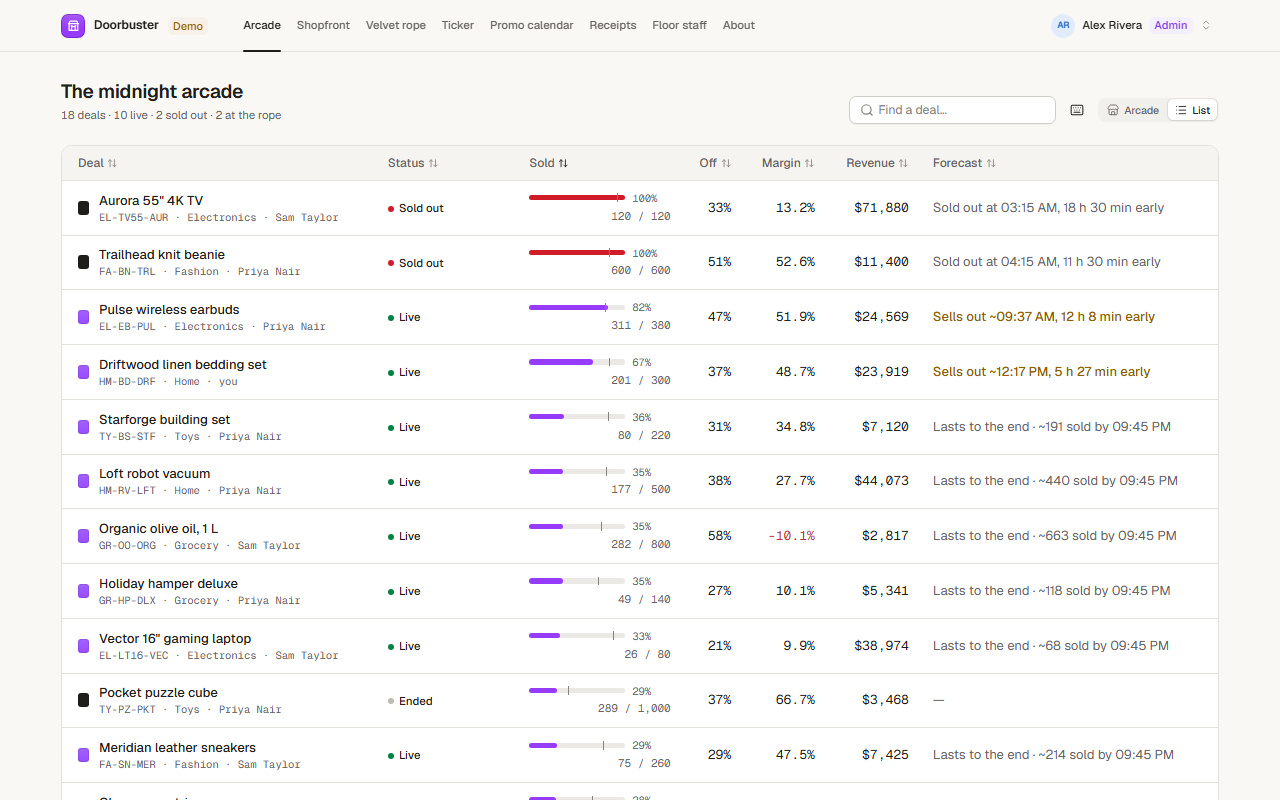 Doorbuster Demo Arcade Shopfront Velvet rope Ticker Promo calendar Receipts Floor staff About AR Alex Rivera Admin
The midnight arcade
18 deals · 10 live · 2 sold out · 2 at the rope
Find a deal... Arcade List
Deal Status Sold Off Margin Revenue Forecast
Aurora 55" 4K TV
EL-TV55-AUR · Electronics · Sam Taylor
Sold out
100%
120 / 120
33% 13.2% $71,880 Sold out at 03:15 AM, 18 h 30 min early
Trailhead knit beanie
FA-BN-TRL · Fashion · Priya Nair
Sold out
100%
600 / 600
51% 52.6% $11,400 Sold out at 04:15 AM, 11 h 30 min early
Pulse wireless earbuds
EL-EB-PUL · Electronics · Priya Nair
Live
82%
311 / 380
47% 51.9% $24,569 Sells out ~09:37 AM, 12 h 8 min early
Driftwood linen bedding set
HM-BD-DRF · Home · you
Live
67%
201 / 300
37% 48.7% $23,919 Sells out ~12:17 PM, 5 h 27 min early
Starforge building set
TY-BS-STF · Toys · Priya Nair
Live
36%
80 / 220
31% 34.8% $7,120 Lasts to the end · ~191 sold by 09:45 PM
Loft robot vacuum
HM-RV-LFT · Home · Priya Nair
Live
35%
177 / 500
38% 27.7% $44,073 Lasts to the end · ~440 sold by 09:45 PM
Organic olive oil, 1 L
GR-OO-ORG · Grocery · Sam Taylor
Live
35%
282 / 800
58% -10.1% $2,817 Lasts to the end · ~663 sold by 09:45 PM
Holiday hamper deluxe
GR-HP-DLX · Grocery · Priya Nair
Live
35%
49 / 140
27% 10.1% $5,341 Lasts to the end · ~118 sold by 09:45 PM
Vector 16" gaming laptop
EL-LT16-VEC · Electronics · Sam Taylor
Live
33%
26 / 80
21% 9.9% $38,974 Lasts to the end · ~68 sold by 09:45 PM
Pocket puzzle cube
TY-PZ-PKT · Toys · Priya Nair
Ended
29%
289 / 1,000
37% 66.7% $3,468 —
Meridian leather sneakers
FA-SN-MER · Fashion · Sam Taylor
Live
29%
75 / 260
29% 47.5% $7,425 Lasts to the end · ~214 sold by 09:45 PM